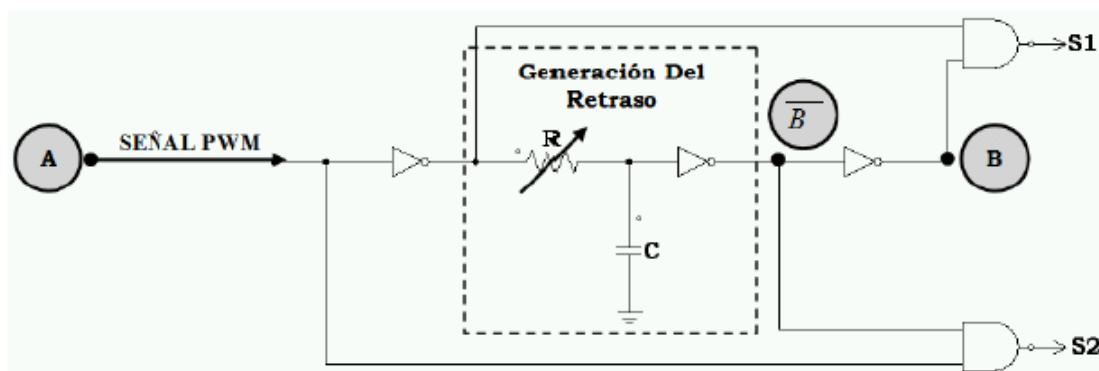 S1
Generación Del
Retraso
R
B
A
SEÑAL PWM
B
C
S2